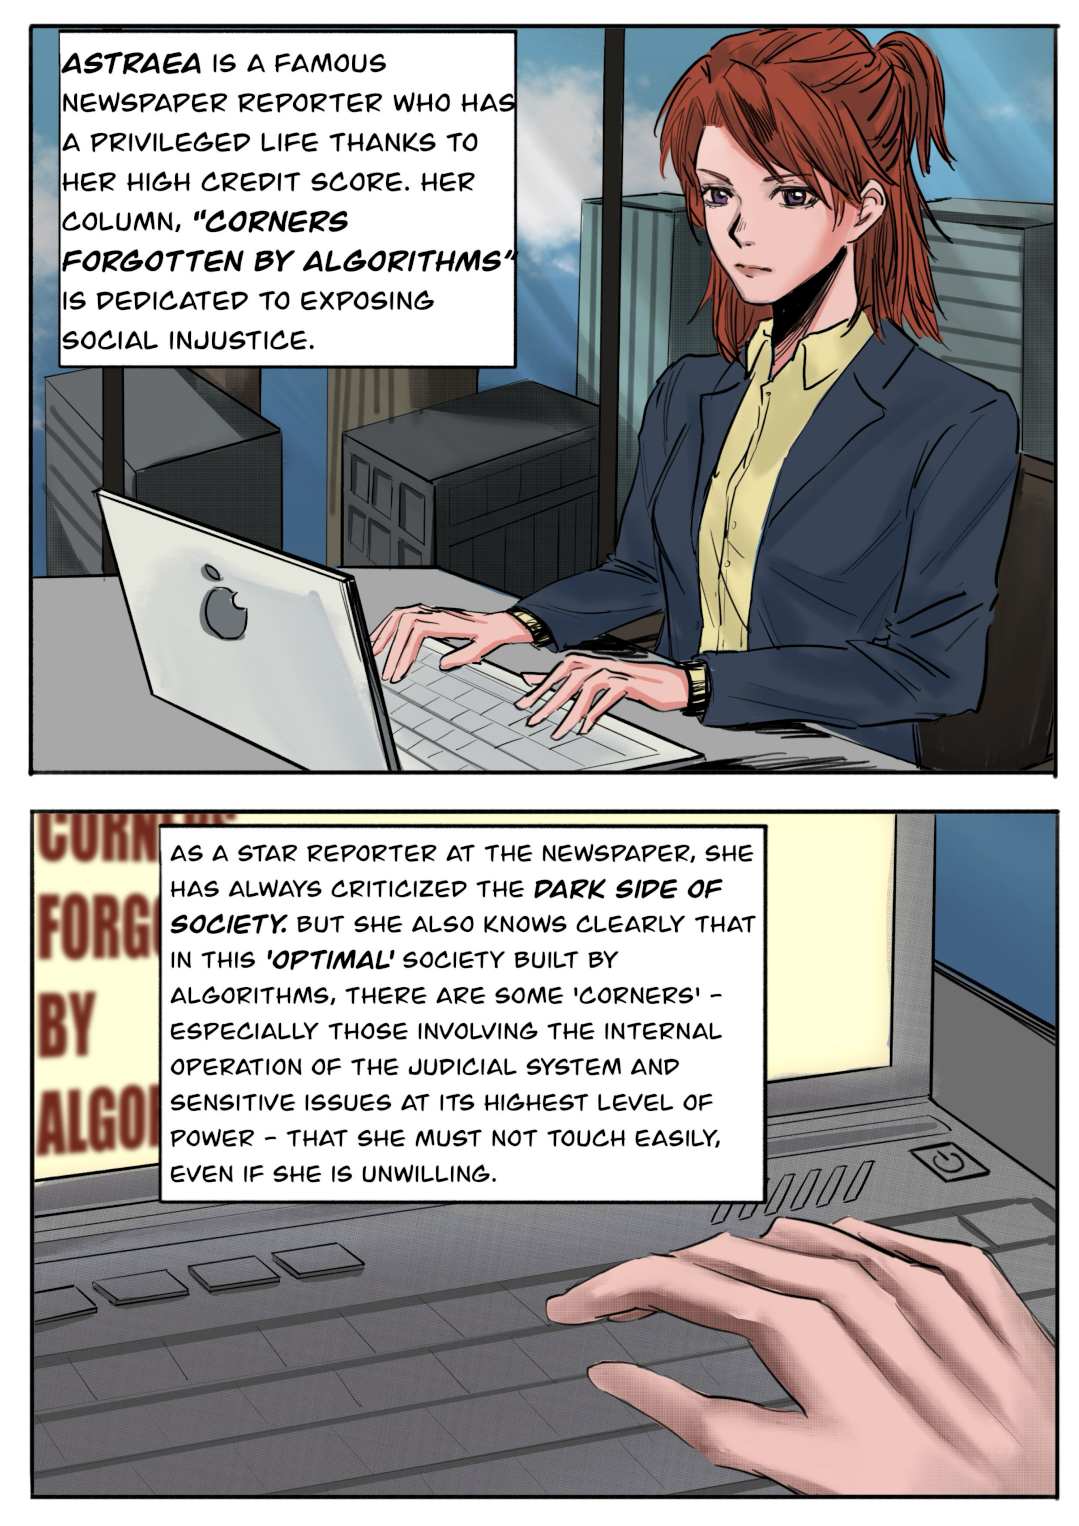 ASTRAEA IS A FAMOUS
NEWSPAPER REPORTER WHO HAS
A PRIVILEGED LIFE THANKS TO
HER HIGH CREDIT SCORE. HER
COLUMN, "CORNERS
FORGOTTEN BY ALGORITHMS"
IS DEDICATED TO EXPOSING
SOCIAL INJUSTICE.
CORNERS
FORGO
BY
ALGOI
AS A STAR REPORTER AT THE NEWSPAPER, SHE
HAS ALWAYS CRITICIZED THE DARK SIDE OF
SOCIETY. BUT SHE ALSO KNOWS CLEARLY THAT
IN THIS 'OPTIMAL' SOCIETY BUILT BY
ALGORITHMS, THERE ARE SOME 'CORNERS' -
ESPECIALLY THOSE INVOLVING THE INTERNAL
OPERATION OF THE JUDICIAL SYSTEM AND
SENSITIVE ISSUES AT ITS HIGHEST LEVEL OF
POWER - THAT SHE MUST NOT TOUCH EASILY,
EVEN IF SHE IS UNWILLING.